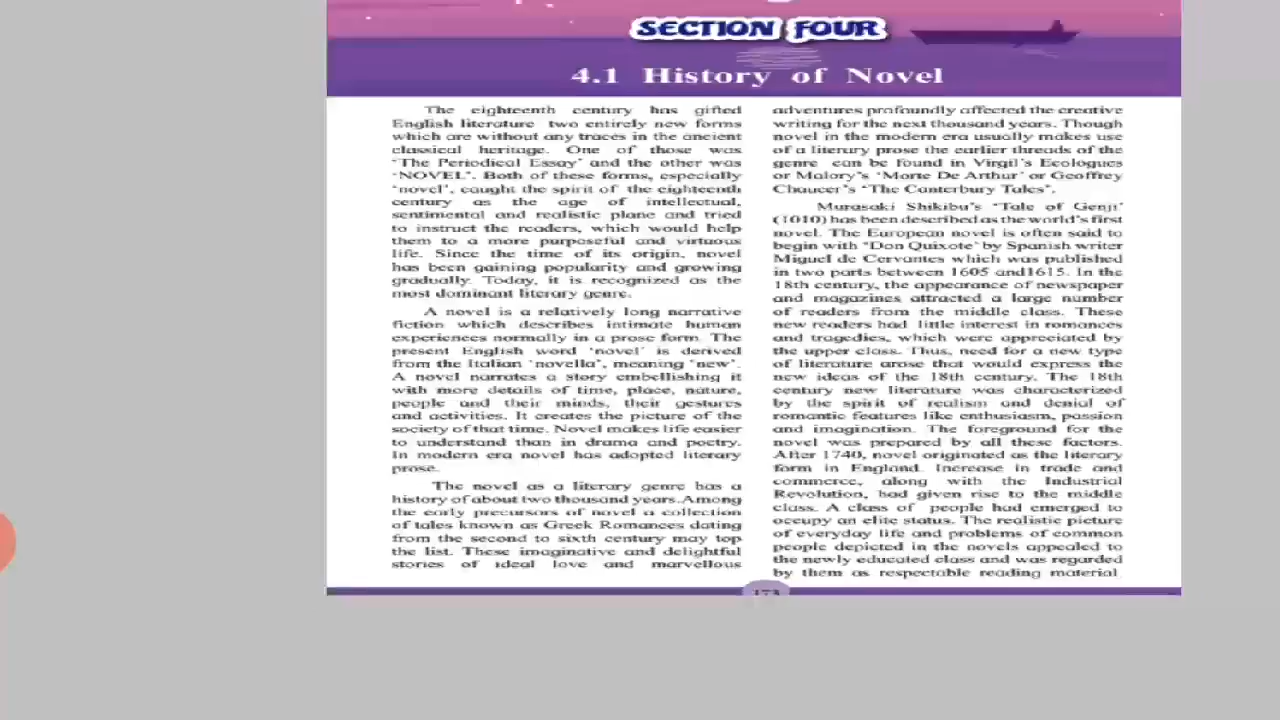 SECTION FOUR
4.1 History of Novel
The eighteenth century has gifted
English literature two entirely new forms
which are without any traces in the ancient
classical heritage. One of those was
'The Periodical Essay' and the other was
'NOVEL'. Both of these forms, especially
'novel', caught the spirit of the eighteenth
century as the age of intellectual,
sentimental and realistic plane and tried
to instruct the readers, which would help
them to a more purposeful and virtuous
life. Since the time of its origin, novel
has been gaining popularity and growing
gradually. Today, it is recognized as the
most dominant literary genre.
A novel is a relatively long narrative
fiction which describes intimate human
experiences normally in a prose form. The
present English word 'novel' is derived
from the Italian 'novella', meaning 'new'.
A novel narrates a story embellishing it
with more details of time, place, nature,
people and their minds, their gestures
and activities. It creates the picture of the
society of that time. Novel makes life easier
to understand than in drama and poetry.
In modern era novel has adopted literary
prose.
The novel as a literary genre has a
history of about two thousand years. Among
the early precursors of novel a collection
of tales known as Greek Romances dating
from the second to sixth century may top
the list. These imaginative and delightful
stories of ideal love and marvellous
adventures profoundly affected the creative
writing for the next thousand years. Though
novel in the modern era usually makes use
of a literary prose the earlier threads of the
genre can be found in Virgil's Ecologues
or Malory's 'Morte De Arthur' or Geoffrey
Chaucer's 'The Canterbury Tales'.
Murasaki Shikibu's 'Tale of Genji'
(1010) has been described as the world's first
novel. The European novel is often said to
begin with 'Don Quixote' by Spanish writer
Miguel de Cervantes which was published
in two parts between 1605 and1615. In the
18th century, the appearance of newspaper
and magazines attracted a large number
of readers from the middle class. These
new readers had little interest in romances
and tragedies, which were appreciated by
the upper class. Thus, need for a new type
of literature arose that would express the
new ideas of the 18th century. The 18th
century new literature was characterized
by the spirit of realism and denial of
romantic features like enthusiasm, passion
and imagination. The foreground for the
novel was prepared by all these factors.
After 1740, novel originated as the literary
form in England. Increase in trade and
commerce, along with the Industrial
Revolution, had given rise to the middle
class. A class of people had emerged to
occupy an elite status. The realistic picture
of everyday life and problems of common
people depicted in the novels appealed to
the newly educated class and was regarded
by them as respectable reading material